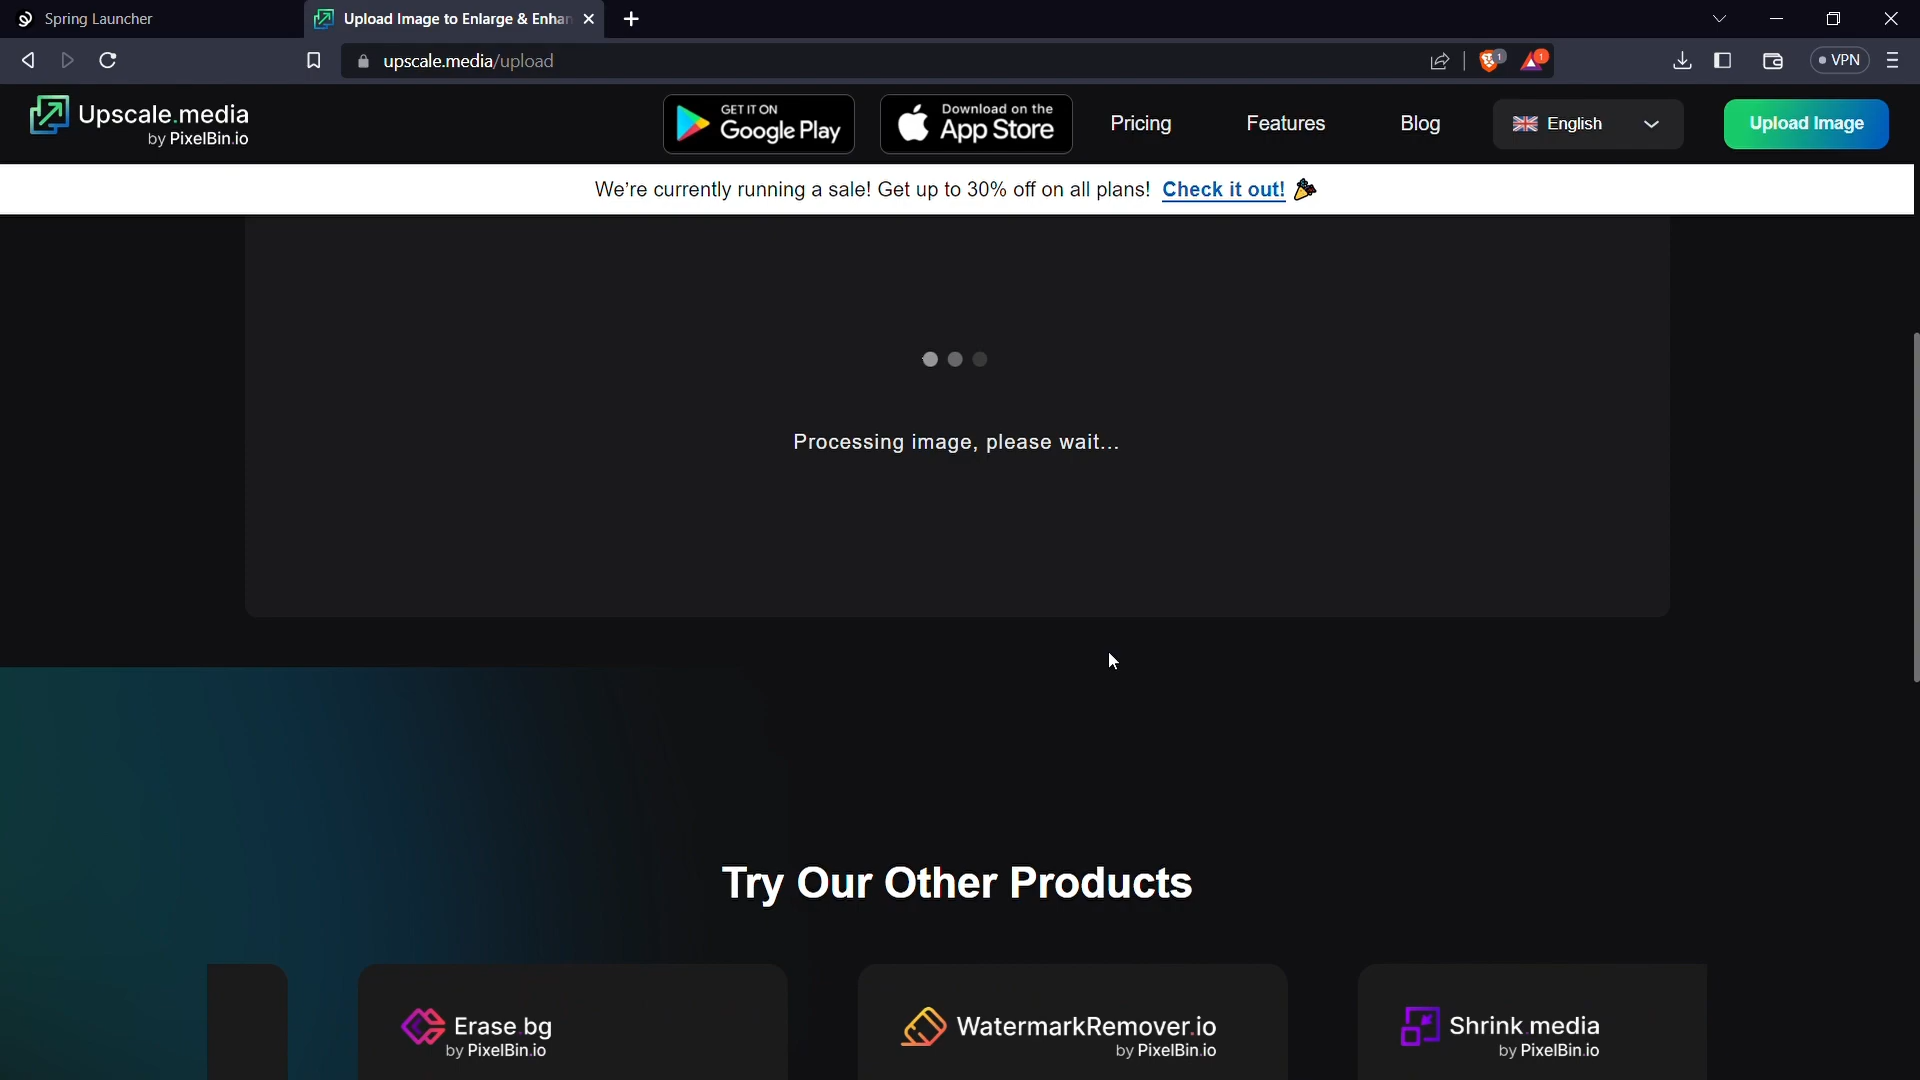 Spring Launcher
Upload Image to Enlarge & Enhan
upscale.media/upload
1
1
VPN
Upscale.media
by PixelBin.io
GET IT ON
Google Play
Download on the
App Store
Pricing
Features
Blog
English
Upload Image
We’re currently running a sale! Get up to 30% off on all plans! Check it out!
Processing image, please wait...
Try Our Other Products
Erase.bg
by PixelBin.io
WatermarkRemover.io
by PixelBin.io
Shrink.media
by PixelBin.io